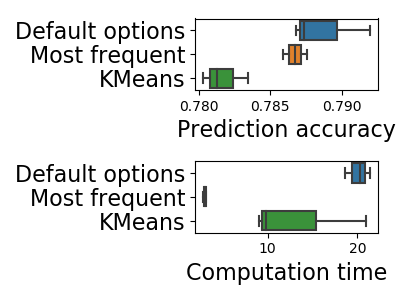 Default options
Most frequent
KMeans
0.780 0.785 0.790
Prediction accuracy
Default options
Most frequent
KMeans
10 20
Computation time